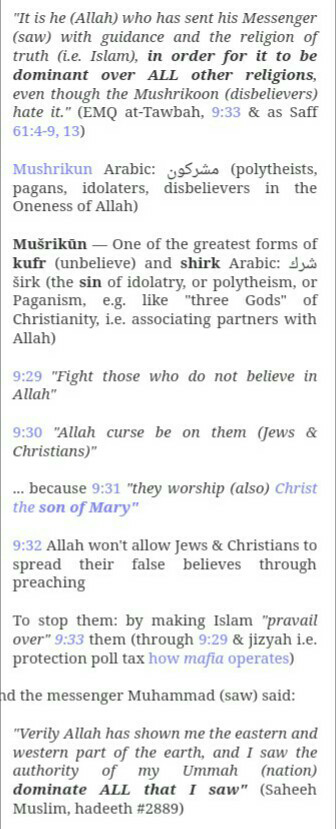 "It is he (Allah) who has sent his Messenger
(saw) with guidance and the religion of
truth (i.e. Islam), in order for it to be
dominant over ALL other religions,
even though the Mushrikoon (disbelievers)
hate it." (EMQ at-Tawbah, 9:33 & as Saff
61:4-9, 13)
Mushrikun Arabic: مشركون (polytheists,
pagans, idolaters, disbelievers in the
Oneness of Allah)
Mušrikūn — One of the greatest forms of
kufr (unbelieve) and shirk Arabic: شرك
širk (the sin of idolatry, or polytheism, or
Paganism, e.g. like "three Gods" of
Christianity, i.e. associating partners with
Allah)
9:29 "Fight those who do not believe in
Allah"
9:30 "Allah curse be on them (Jews &
Christians)"
... because 9:31 "they worship (also) Christ
the son of Mary"
9:32 Allah won't allow Jews & Christians to
spread their false believes through
preaching
To stop them: by making Islam "pravail
over" 9:33 them (through 9:29 & jizyah i.e.
protection poll tax how mafia operates)
nd the messenger Muhammad (saw) said:
"Verily Allah has shown me the eastern and
western part of the earth, and I saw the
authority of my Ummah (nation)
dominate ALL that I saw" (Saheeh
Muslim, hadeeth #2889)